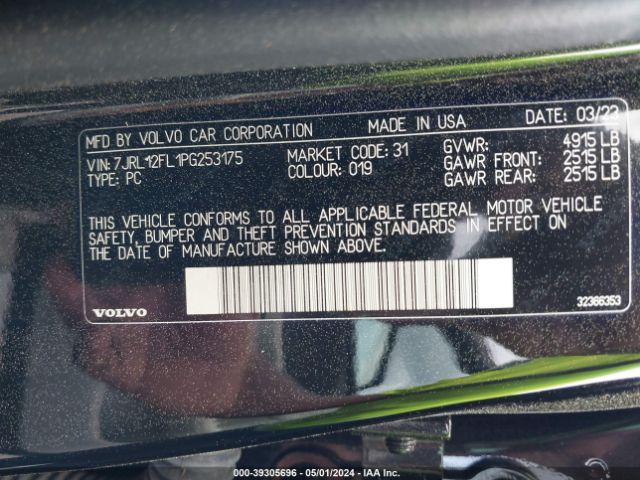 MFD BY VOLVO CAR CORPORATION MADE IN USA DATE: 03/22
VIN: 7JRL12FL1PG253175 MARKET CODE: 31 GVWR: 4915 LB
TYPE: PC COLOUR: 019 GAWR FRONT: 2515 LB
GAWR REAR: 2515 LB
THIS VEHICLE CONFORMS TO ALL APPLICABLE FEDERAL MOTOR VEHICLE
SAFETY, BUMPER AND THEFT PREVENTION STANDARDS IN EFFECT ON
THE DATE OF MANUFACTURE SHOWN ABOVE.
VOLVO 32366353
000-39305696 - 05/01/2024 - IAA Inc.